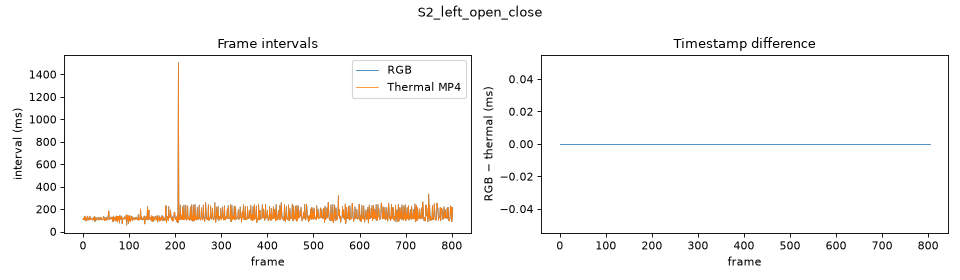 S2_left_open_close
Frame intervals
RGB
Thermal MP4
interval (ms)
1400
1200
1000
800
600
400
200
0
0 100 200 300 400 500 600 700 800
frame
Timestamp difference
RGB − thermal (ms)
0.04
0.02
0.00
−0.02
−0.04
0 100 200 300 400 500 600 700 800
frame